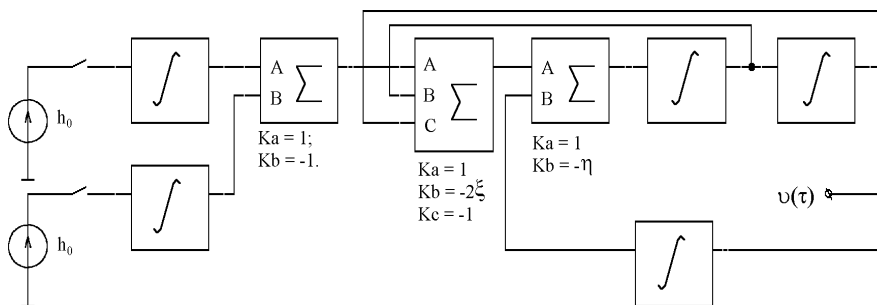 A
B
Σ
A
B
C
Σ
A
B
Σ
h₀
Ka = 1;
Kb = -1.
Ka = 1
Kb = -2ξ
Kc = -1
Ka = 1
Kb = -η
υ(τ)
h₀